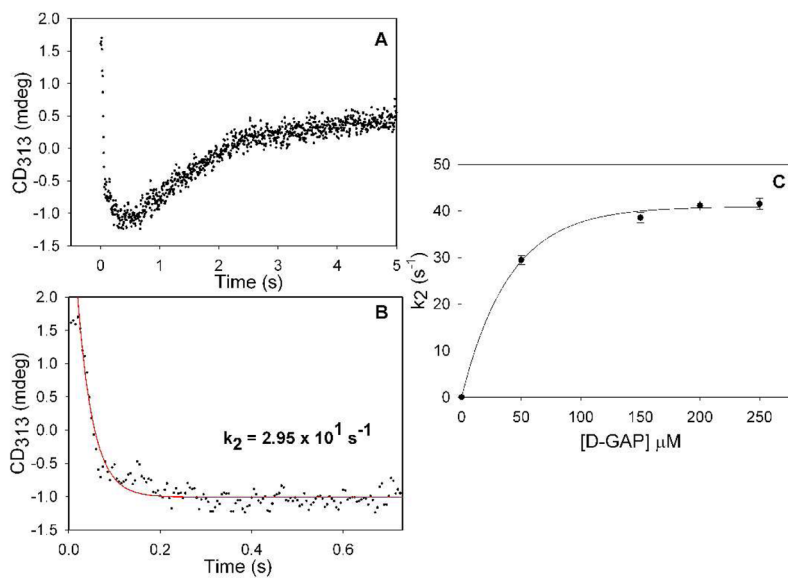 A
CD313 (mdeg)
2.0
1.5
1.0
0.5
0.0
-0.5
-1.0
-1.5
0 1 2 3 4 5
Time (s)
B
CD313 (mdeg)
2.0
1.5
1.0
0.5
0.0
-0.5
-1.0
-1.5
k2 = 2.95 x 10^1 s^-1
0.0 0.2 0.4 0.6
Time (s)
C
k2 (s^-1)
50
40
30
20
10
0
0 50 100 150 200 250
[D-GAP] μM